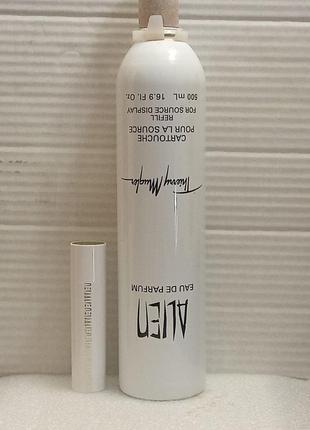 ALIEN
EAU DE PARFUM
Thierry Mugler
CARTOUCHE
POUR LA SOURCE
REFILL
FOR SOURCE DISPLAY
500 mL 16.9 Fl. Oz.